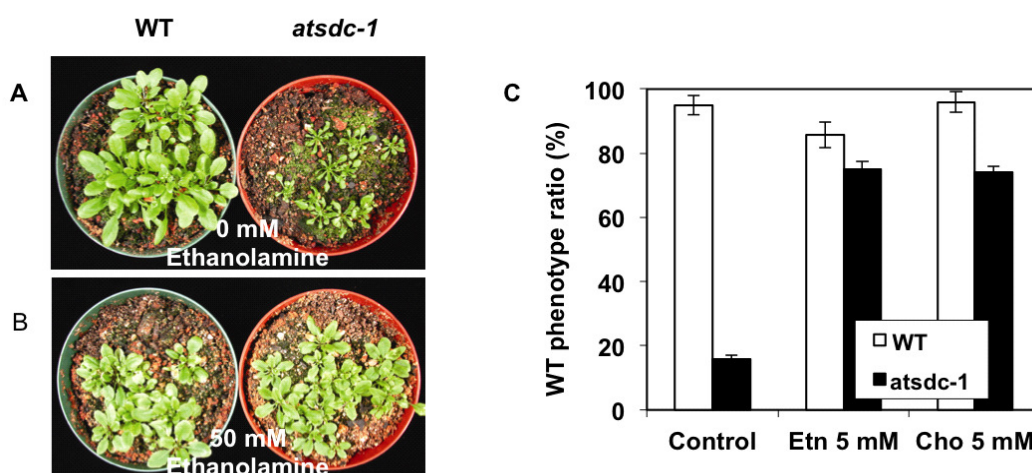 WT
atsdc-1
A
0 mM
Ethanolamine
B
50 mM
Ethanolamine
C
WT phenotype ratio (%)
100
80
60
40
20
0
WT
atsdc-1
Control
Etn 5 mM
Cho 5 mM